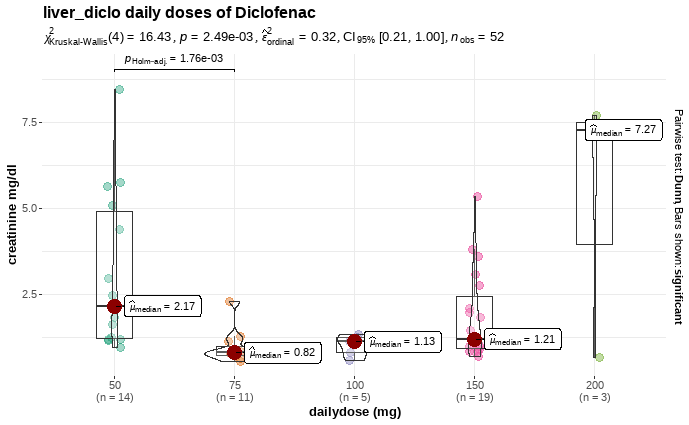 liver_diclo daily doses of Diclofenac
χ²Kruskal-Wallis(4) = 16.43, p = 2.49e-03, ε̂²ordinal = 0.32, CI95% [0.21, 1.00], nobs = 52
pHolm-adj. = 1.76e-03
creatinine mg/dl
7.5
5.0
2.5
μ̂median = 2.17
μ̂median = 0.82
μ̂median = 1.13
μ̂median = 1.21
μ̂median = 7.27
50 75 100 150 200
(n = 14) (n = 11) (n = 5) (n = 19) (n = 3)
dailydose (mg)
Pairwise test: Dunn, Bars shown: significant